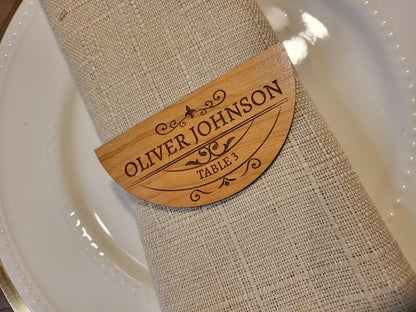 OLIVER JOHNSON
TABLE 3